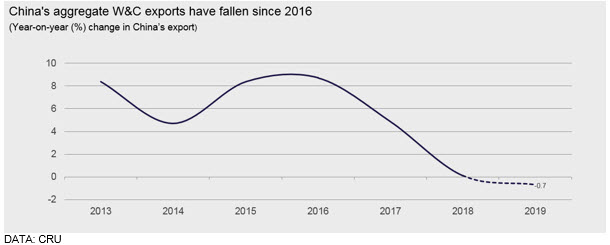 China's aggregate W&C exports have fallen since 2016
(Year-on-year (%) change in China's export)
10
8
6
4
2
0
-2
-0.7
2013 2014 2015 2016 2017 2018 2019
DATA: CRU